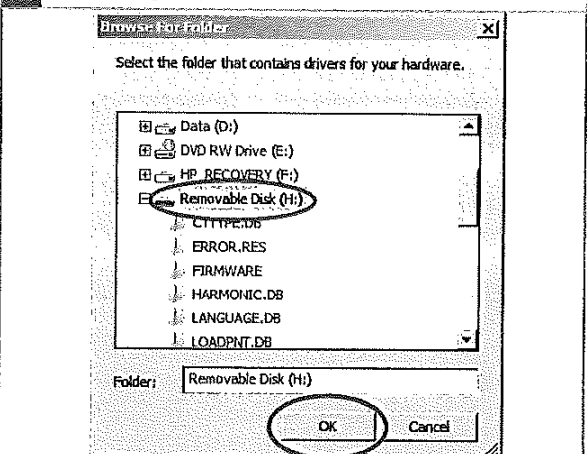 Browse For Folder
Select the folder that contains drivers for your hardware.
Data (D:)
DVD RW Drive (E:)
HP_RECOVERY (F:)
Removable Disk (H:)
CTTYPE.DB
ERROR.RES
FIRMWARE
HARMONIC.DB
LANGUAGE.DB
LOADPNT.DB
Folder:
Removable Disk (H:)
OK
Cancel